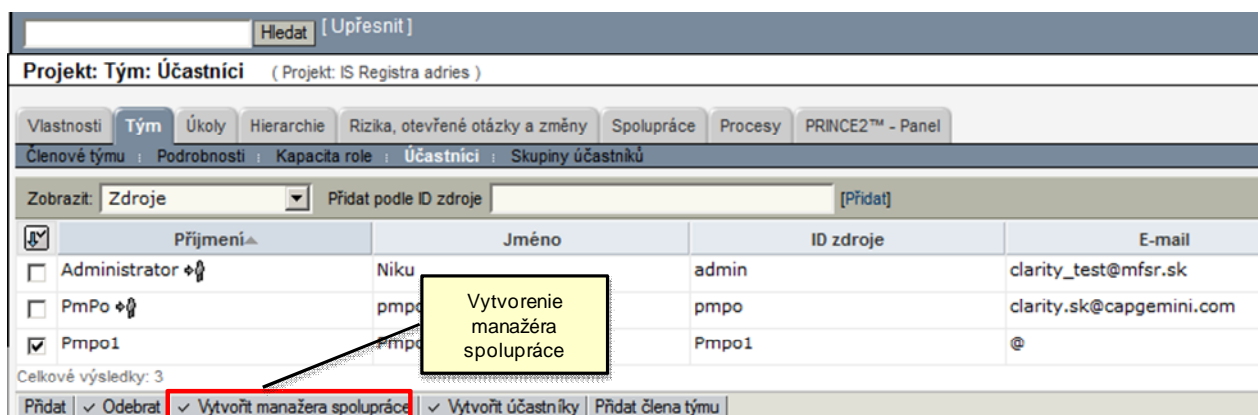 Hledat [ Upřesnit ]
Projekt: Tým: Účastníci ( Projekt: IS Registra adries )
Vlastnosti Tým Úkoly Hierarchie Rizika, otevřené otázky a změny Spolupráce Procesy PRINCE2™ - Panel
Členové týmu Podrobnosti Kapacita role Účastníci Skupiny účastníků
Zobrazit: Zdroje Přidat podle ID zdroje [Přidat]
Příjmení Jméno ID zdroje E-mail
Administrator Niku admin clarity_test@mfsr.sk
PmPo pmpo clarity.sk@capgemini.com
Pmpo1 Pmpo1 @
Vytvorenie
manažéra
spolupráce
Celkové výsledky: 3
Přidat Odebrat Vytvořit manažera spolupráce Vytvořit účastníky Přidat člena týmu